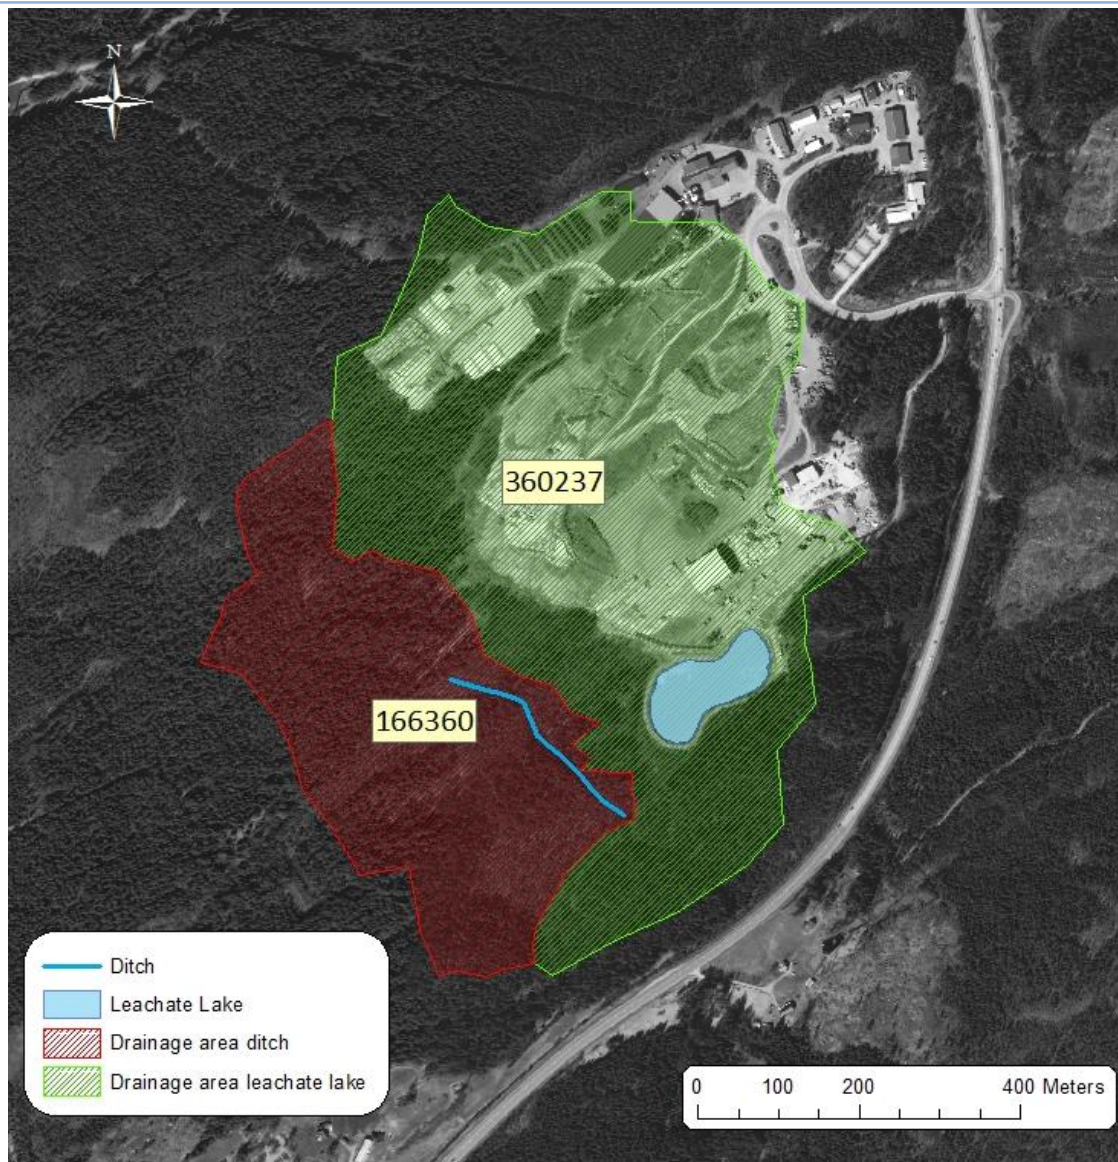 N
360237
166360
Ditch
Leachate Lake
Drainage area ditch
Drainage area leachate lake
0 100 200 400 Meters